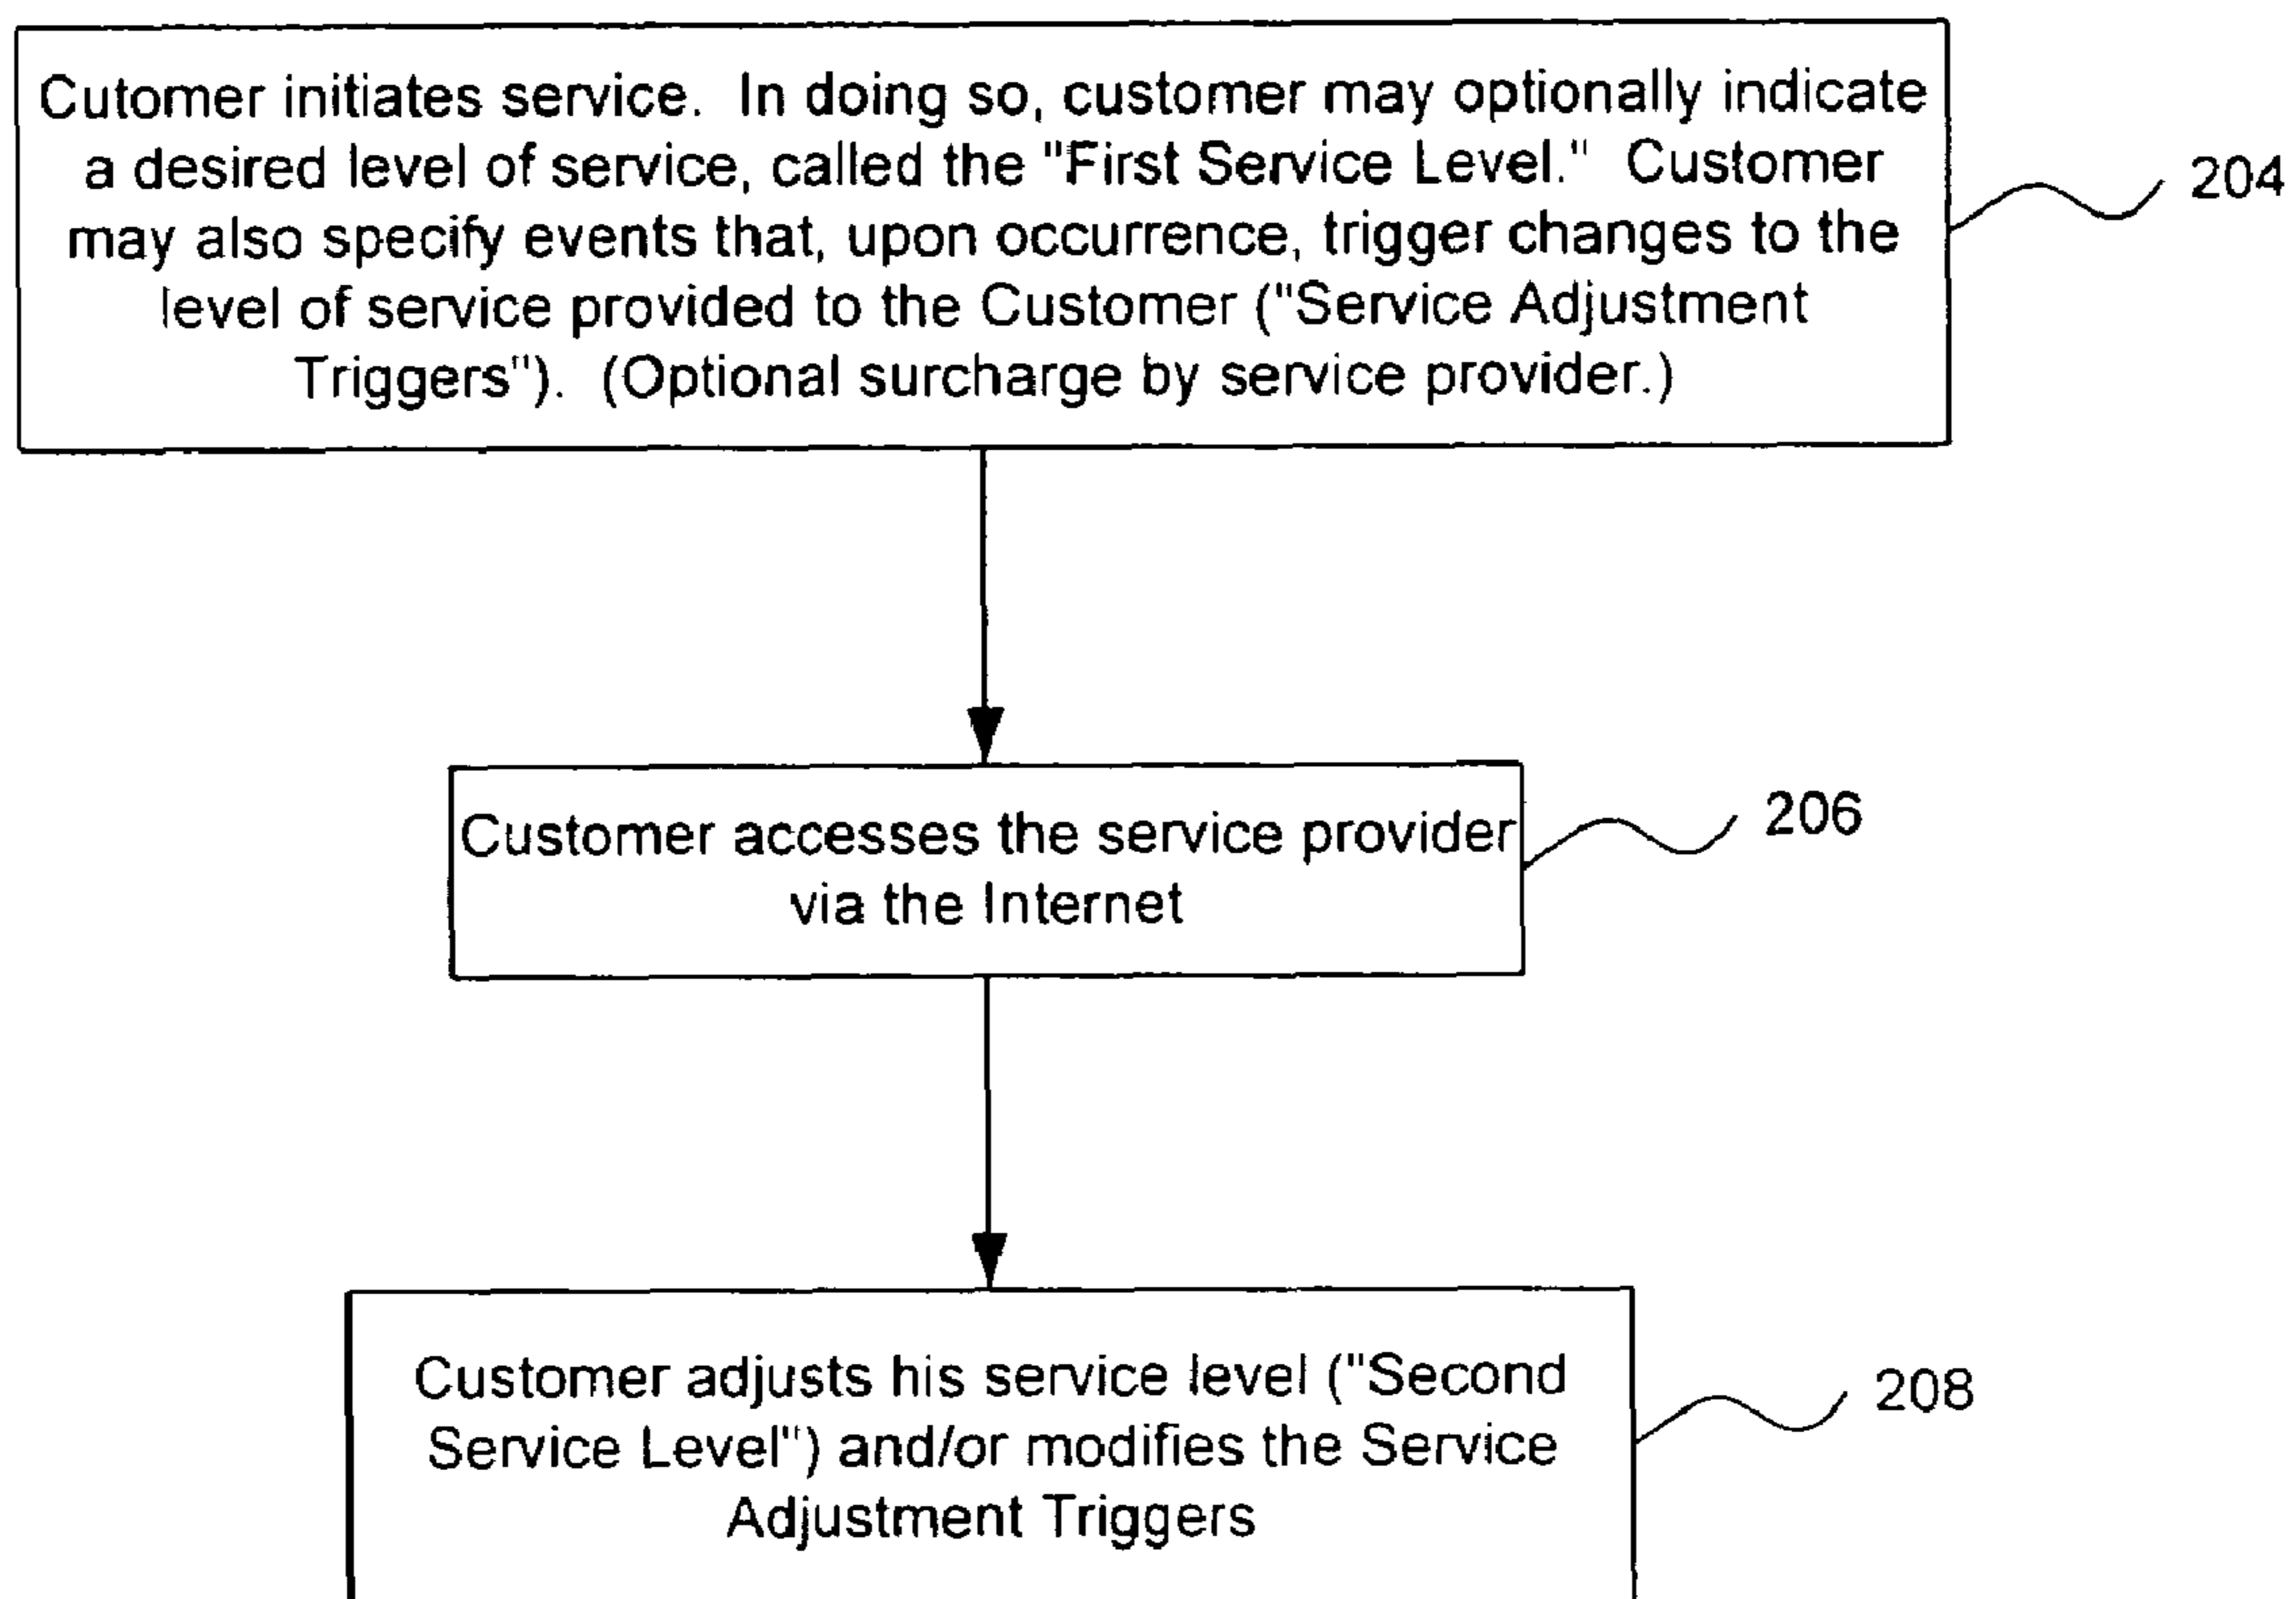 Cutomer initiates service.  In doing so, customer may optionally indicate
a desired level of service, called the "First Service Level."  Customer
may also specify events that, upon occurrence, trigger changes to the
level of service provided to the Customer ("Service Adjustment
Triggers").  (Optional surcharge by service provider.)
204
Customer accesses the service provider
via the Internet
206
Customer adjusts his service level ("Second
Service Level") and/or modifies the Service
Adjustment Triggers
208